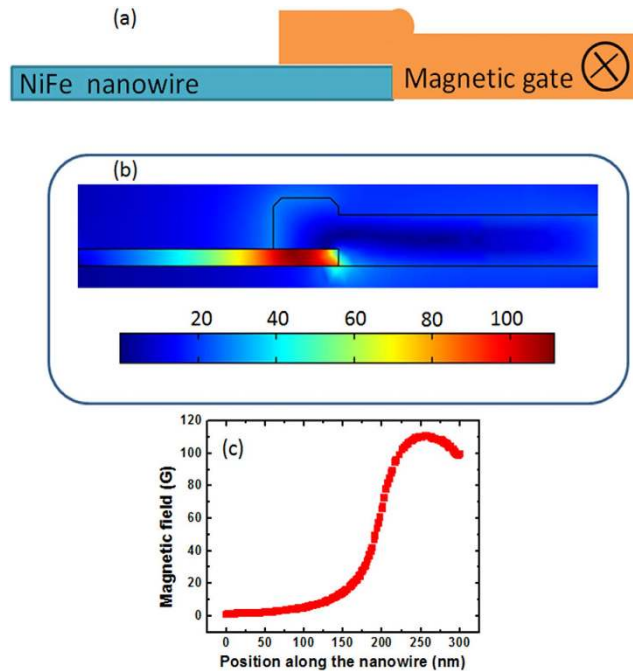 (a)
NiFe nanowire
Magnetic gate
(b)
20 40 60 80 100
(c)
Magnetic field (G)
120
100
80
60
40
20
0
0 50 100 150 200 250 300
Position along the nanowire (nm)